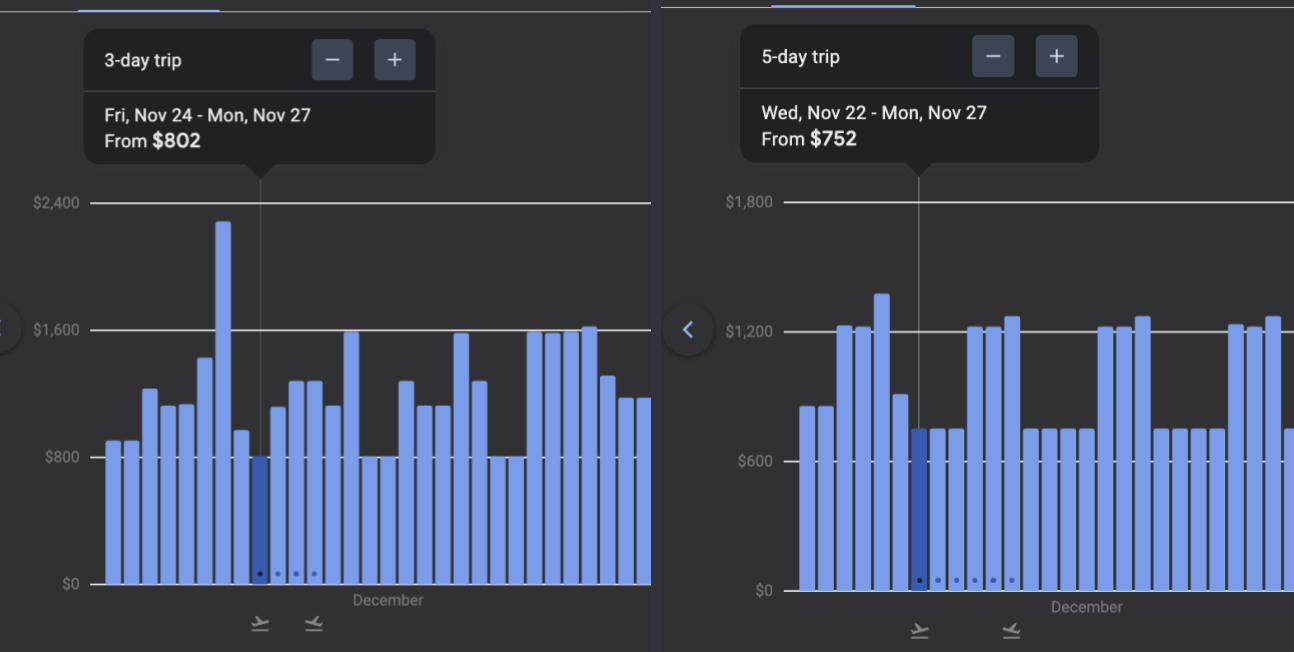 3-day trip
Fri, Nov 24 - Mon, Nov 27
From $802
$2,400
$1,600
$800
$0
December
5-day trip
Wed, Nov 22 - Mon, Nov 27
From $752
$1,800
$1,200
$600
$0
December